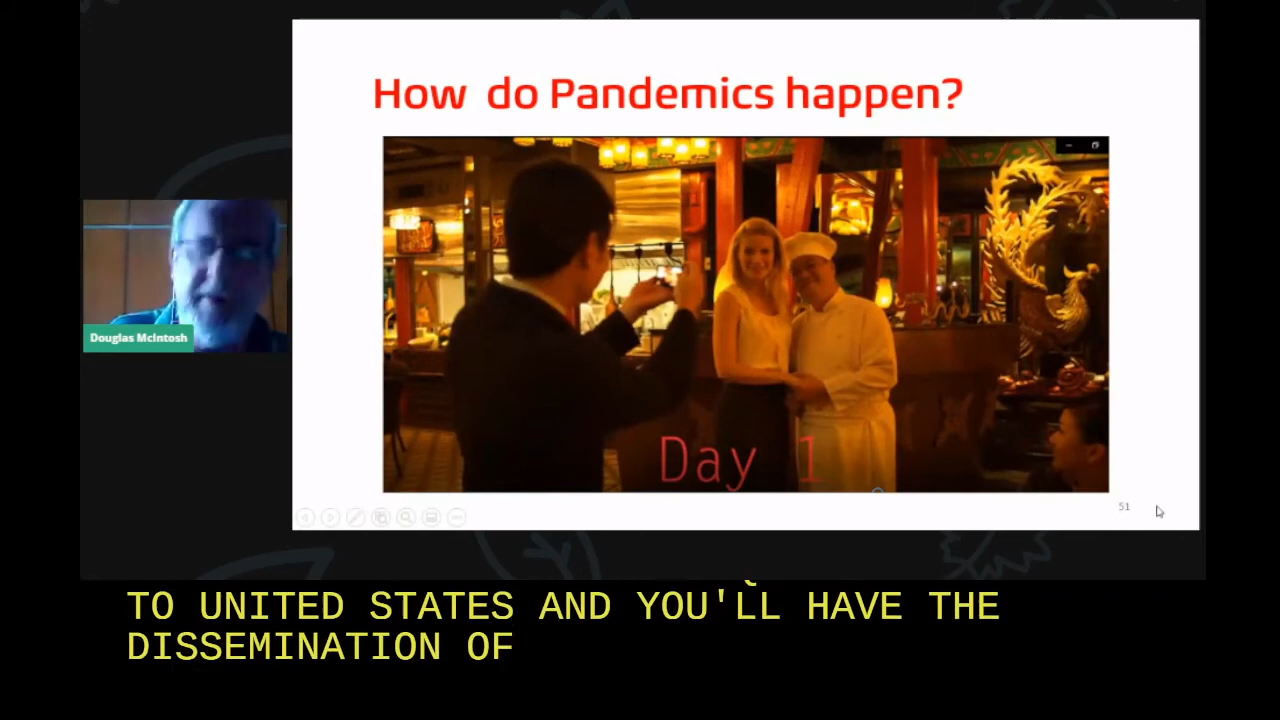 How do Pandemics happen?
Day 1
Douglas McIntosh
51
TO UNITED STATES AND YOU'LL HAVE THE
DISSEMINATION OF